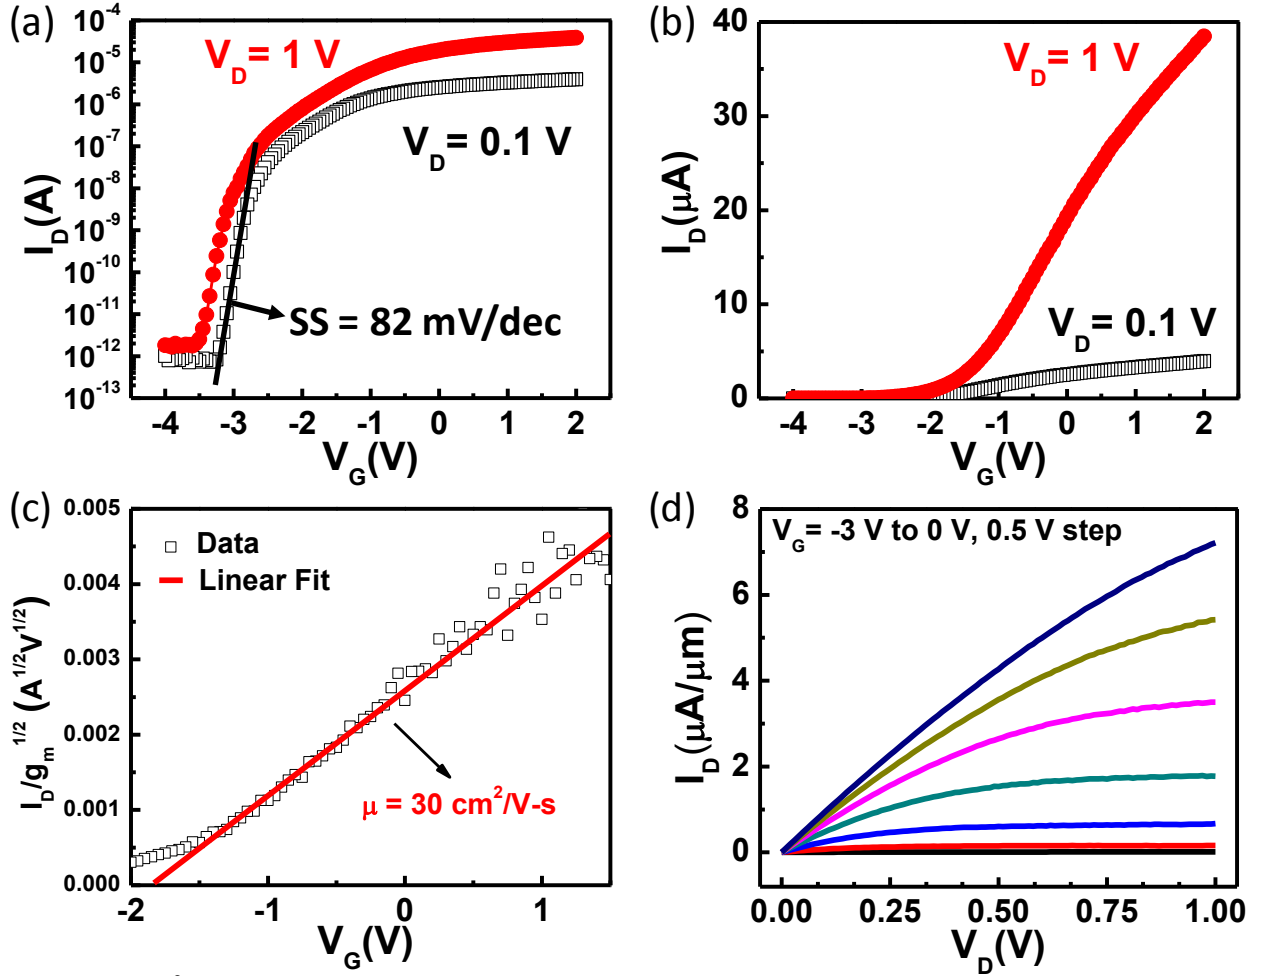 (a)
10^-4
10^-5
10^-6
10^-7
10^-8
10^-9
10^-10
10^-11
10^-12
10^-13
I_D(A)
V_D= 1 V
V_D= 0.1 V
SS = 82 mV/dec
-4 -3 -2 -1 0 1 2
V_G(V)
(b)
40
30
20
10
0
I_D(μA)
V_D= 1 V
V_D= 0.1 V
-4 -3 -2 -1 0 1 2
V_G(V)
(c)
0.005
0.004
0.003
0.002
0.001
0.000
I_D/g_m^1/2 (A^1/2V^1/2)
Data
Linear Fit
μ = 30 cm^2/V-s
-2 -1 0 1
V_G(V)
(d)
8
6
4
2
0
I_D(μA/μm)
V_G= -3 V to 0 V, 0.5 V step
0.00 0.25 0.50 0.75 1.00
V_D(V)